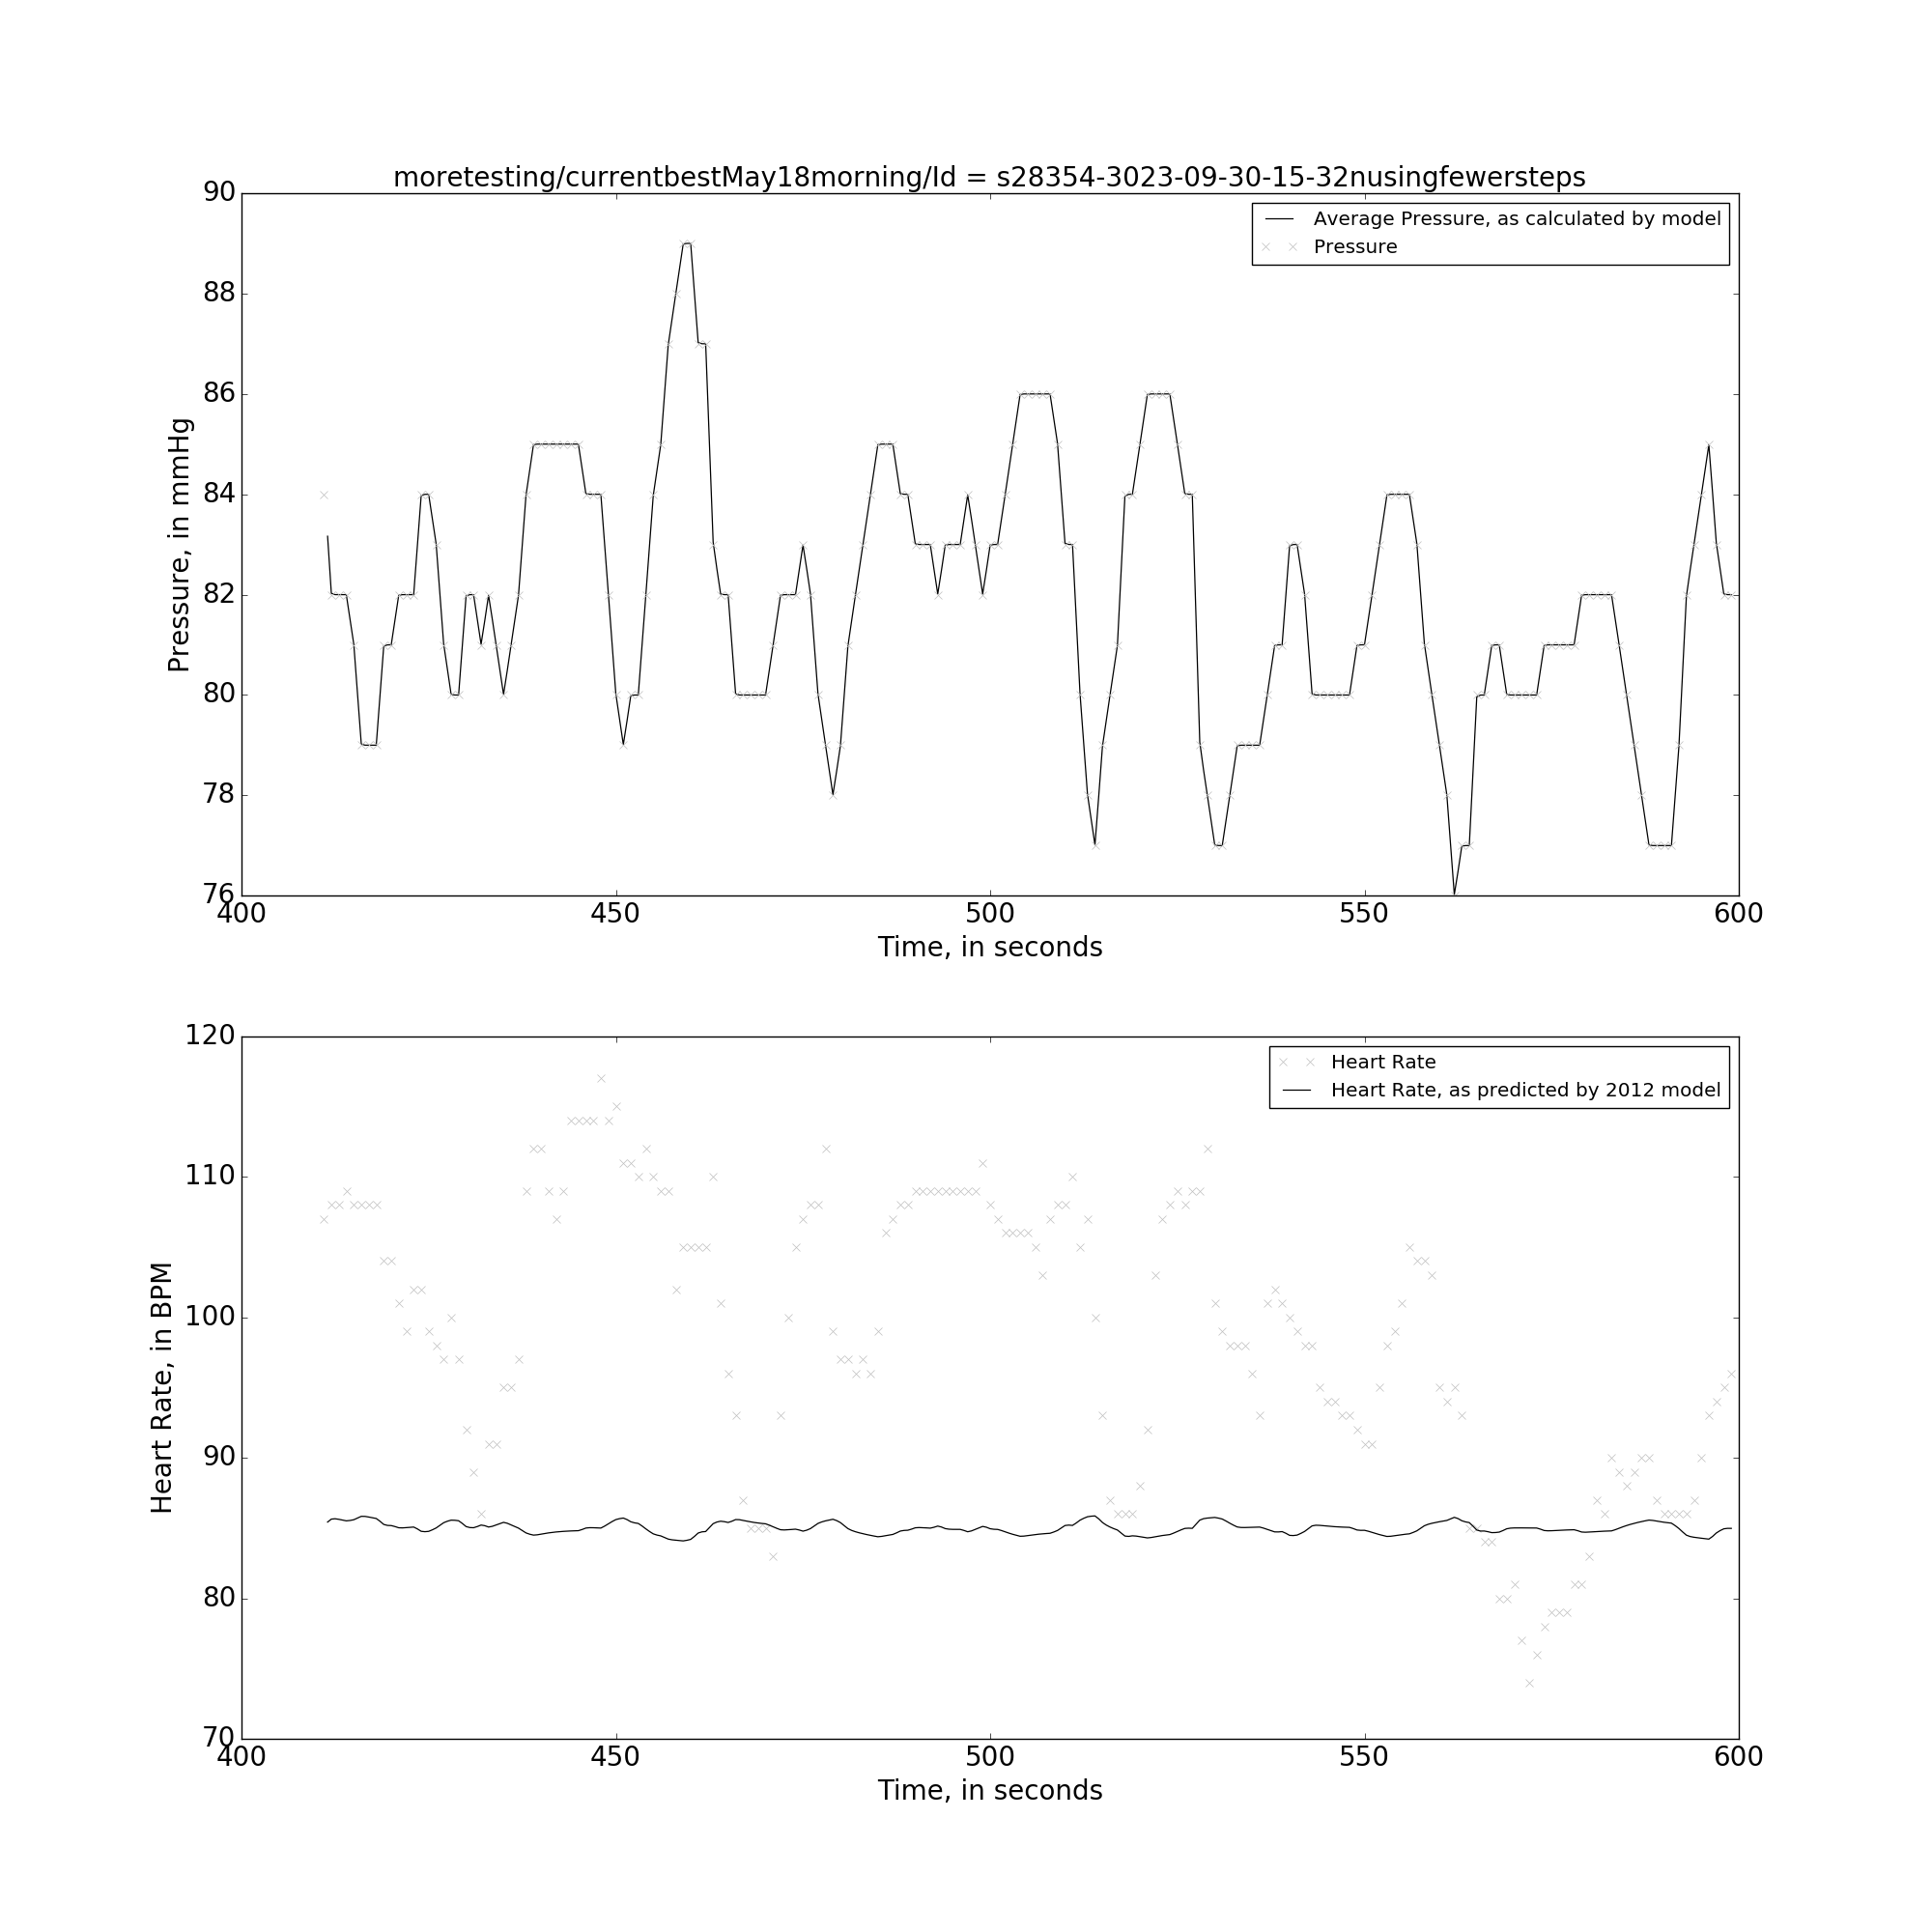 moretesting/currentbestMay18morning/Id = s28354-3023-09-30-15-32nusingfewersteps
90
88
86
84
82
80
78
76
Pressure, in mmHg
Average Pressure, as calculated by model
Pressure
400 450 500 550 600
Time, in seconds
120
110
100
90
80
70
Heart Rate, in BPM
Heart Rate
Heart Rate, as predicted by 2012 model
400 450 500 550 600
Time, in seconds